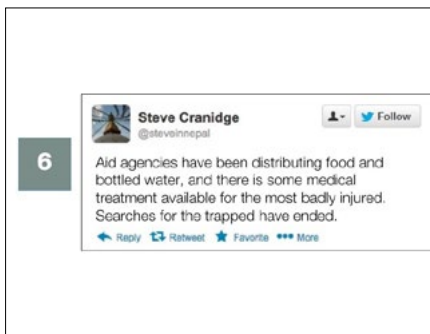 6
Steve Cranidge
@steveinnepal
Follow
Aid agencies have been distributing food and
bottled water, and there is some medical
treatment available for the most badly injured.
Searches for the trapped have ended.
Reply Retweet Favorite More